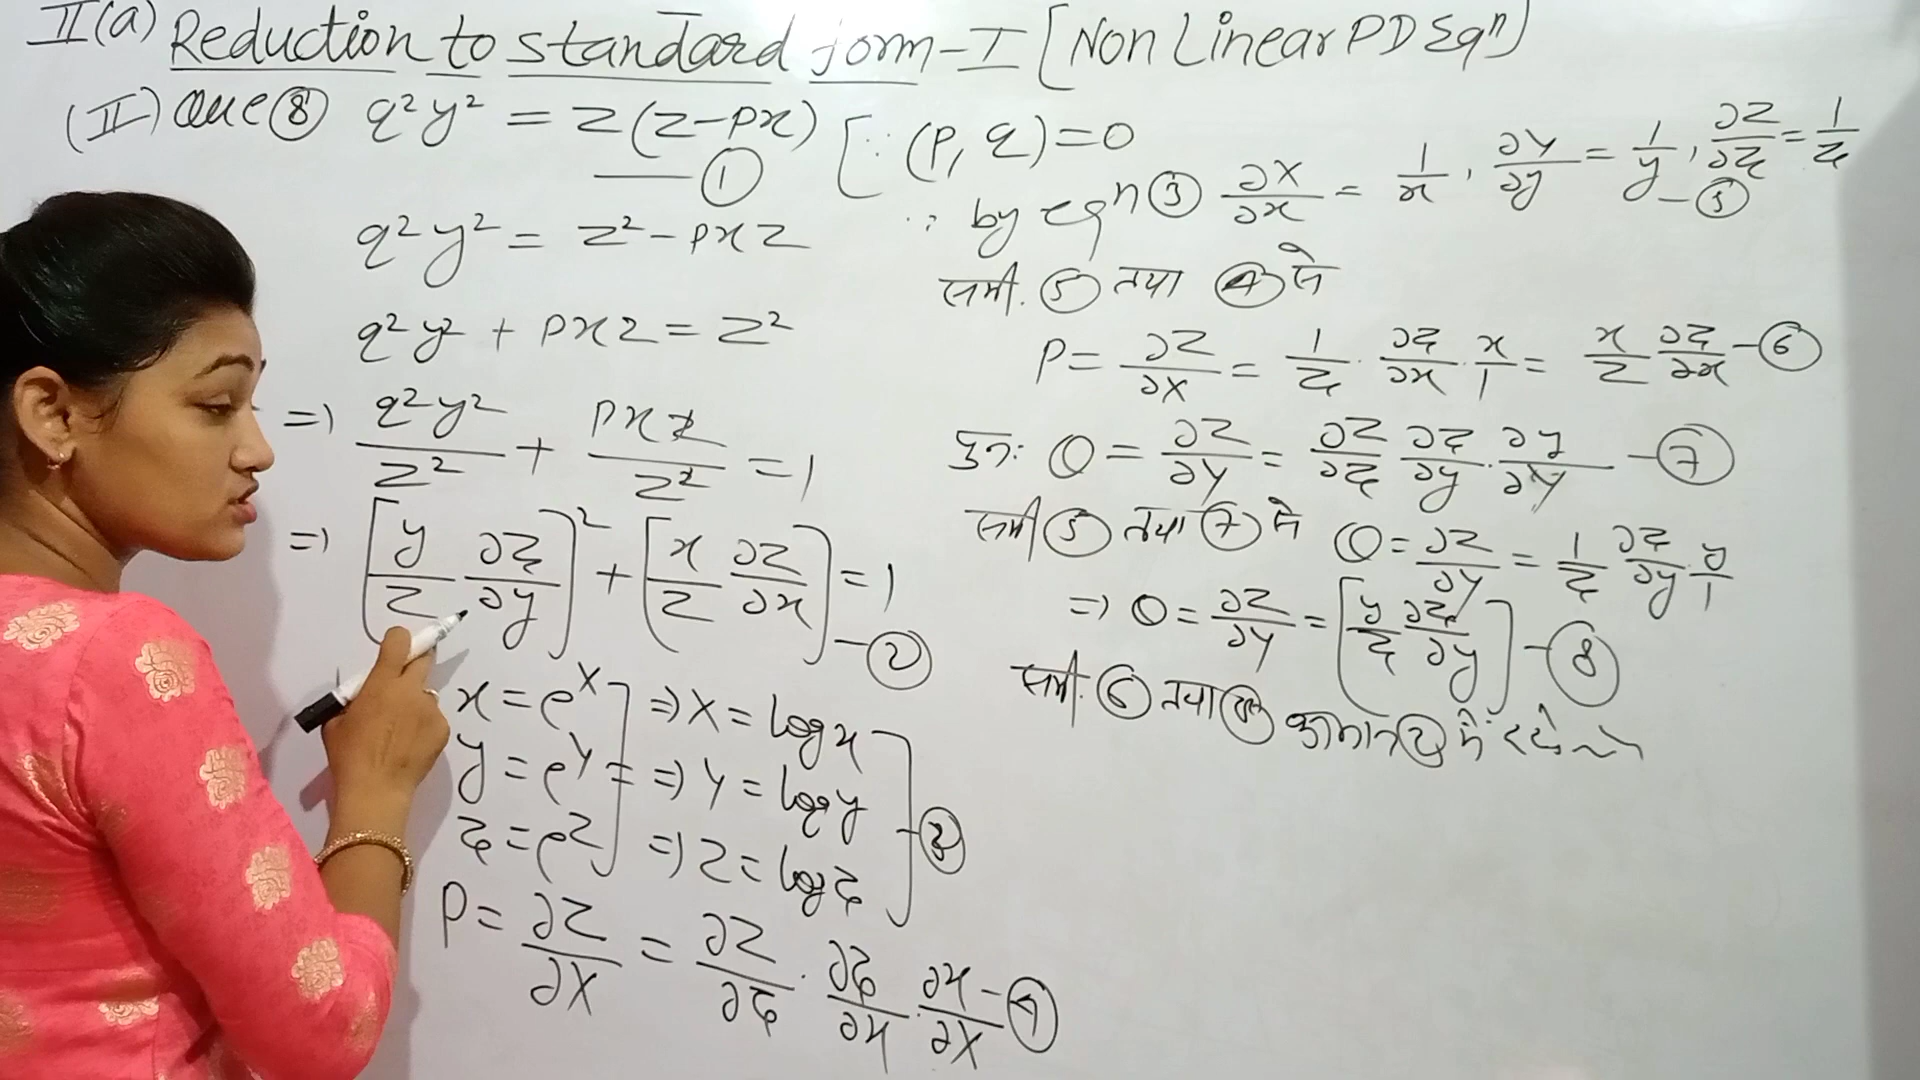 II(a) Reduction to standard form-I [Non Linear PD Eqⁿ]
(II) Que ⑧ q²y² = z(z-px) [∵ (P, Q)=0
— ①
q²y² = z²-pxz
q²y² + pxz = z²
=> q²y²/z² + pxz/z² = 1
=> [y/z ∂z/∂y]² + [x/z ∂z/∂x] = 1 — ②
x = e^X => X = log x
y = e^Y => Y = log y
z = e^Z => Z = log z — ③
P = ∂Z/∂X = ∂Z/∂z · ∂z/∂x · ∂x/∂X — ④
∵ by eqn ③ ∂X/∂x = 1/x, ∂Y/∂y = 1/y, ∂Z/∂z = 1/z — ⑤
समी. ⑤ तथा ④ से
P = ∂Z/∂X = 1/z · ∂z/∂x · x/1 = x/z ∂z/∂x — ⑥
पुनः Q = ∂Z/∂Y = ∂Z/∂z ∂z/∂y · ∂y/∂Y — ⑦
समी ⑤ तथा ⑦ से Q = ∂Z/∂Y = 1/z ∂z/∂y y/1
=> Q = ∂Z/∂Y = [y/z ∂z/∂y] — ⑧
समी. ⑥ तथा ⑧ का मान ② में